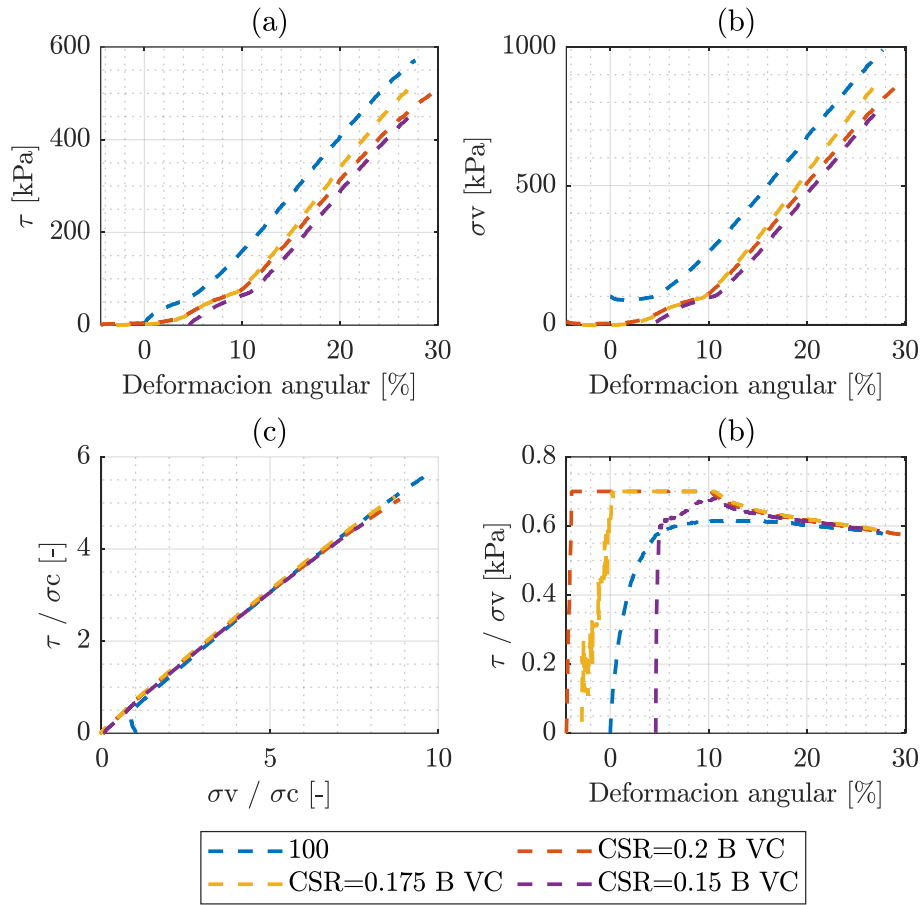 (a)
600
400
200
0
τ [kPa]
0
10
20
30
Deformacion angular [%]
(b)
1000
500
0
σv [kPa]
0
10
20
30
Deformacion angular [%]
(c)
6
4
2
0
τ / σc [-]
0
5
10
σv / σc [-]
(b)
0.8
0.6
0.4
0.2
0
τ / σv [kPa]
0
10
20
30
Deformacion angular [%]
100
CSR=0.2 B VC
CSR=0.175 B VC
CSR=0.15 B VC